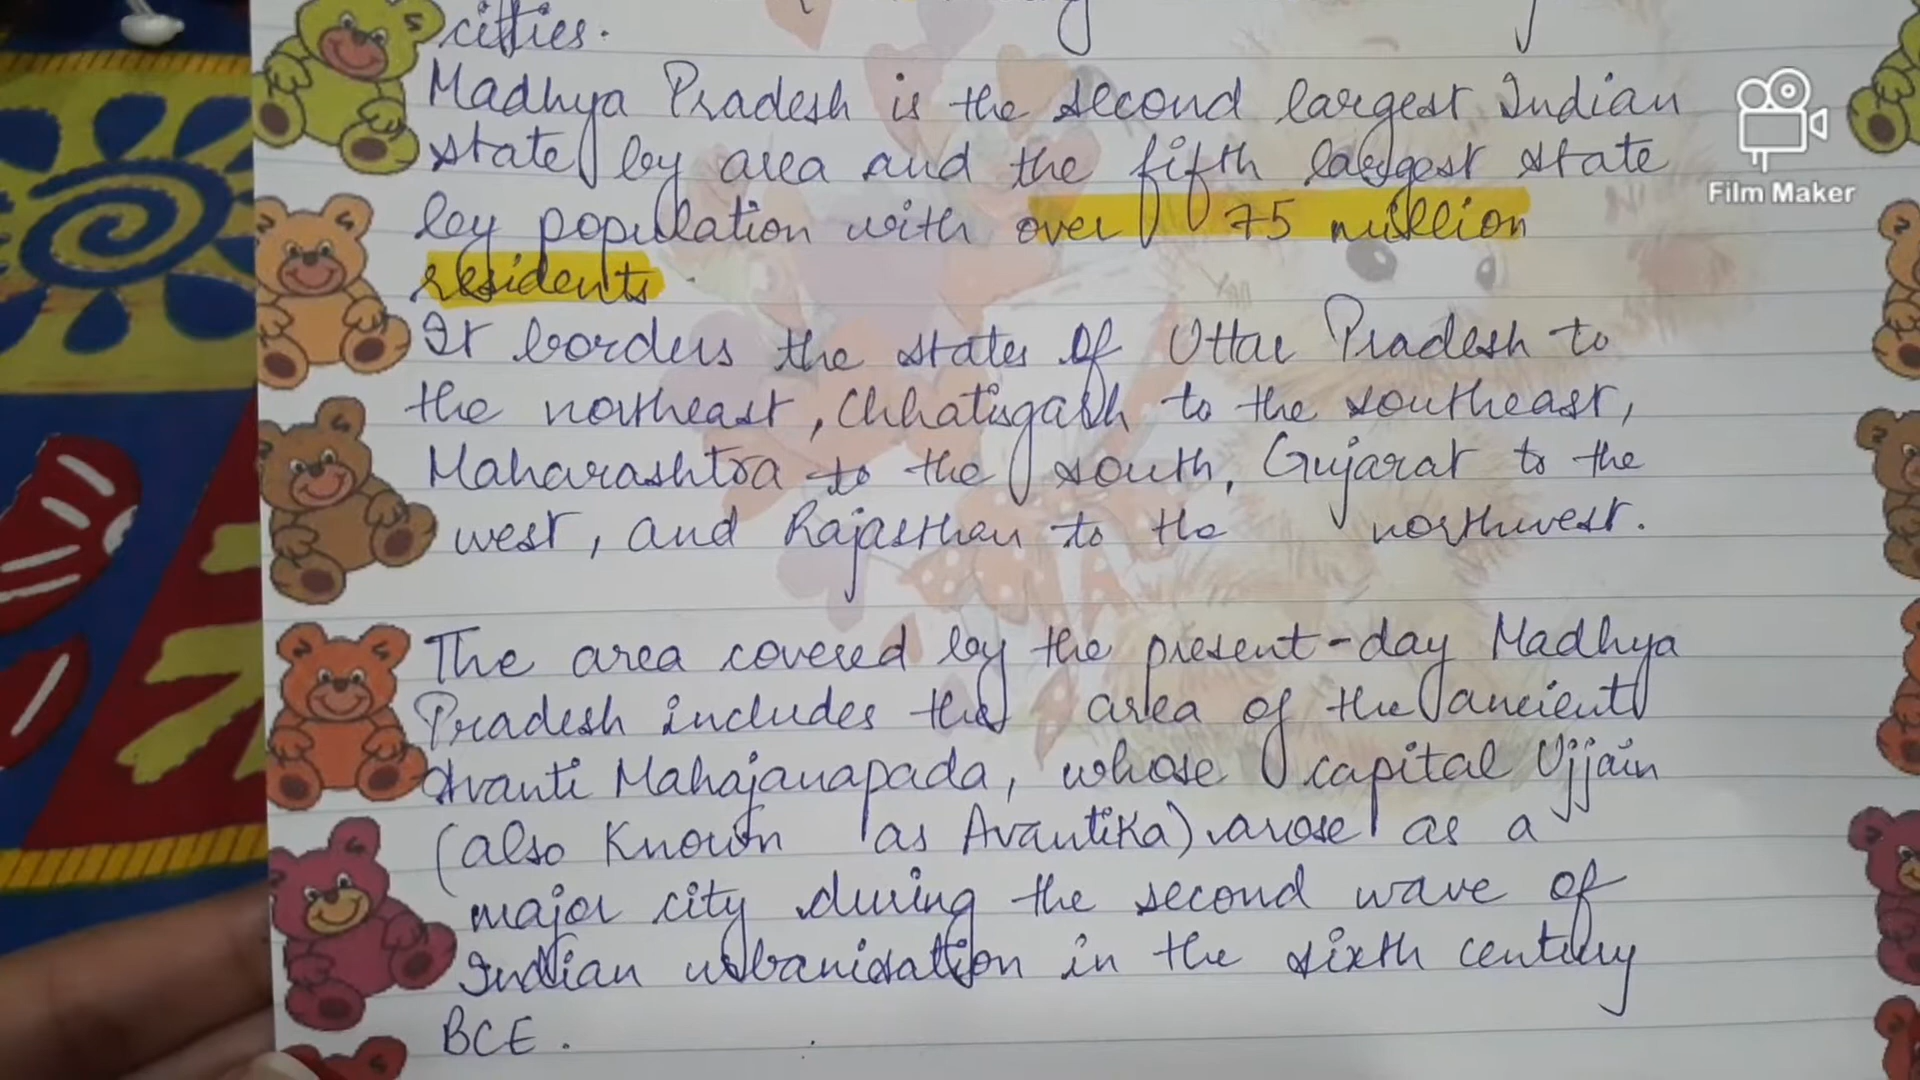 cities.
Madhya Pradesh is the second largest Indian
state by area and the fifth largest state
by population with over 75 million
residents.
It borders the states of Uttar Pradesh to
the northeast, Chhatisgarh to the southeast,
Maharashtra to the south, Gujarat to the
west, and Rajasthan to the northwest.
The area covered by the present-day Madhya
Pradesh includes the area of the ancient
Avanti Mahajanapada, whose capital Ujjain
(also Known as Avantika) arose as a
major city during the second wave of
Indian urbanisation in the sixth century
BCE.
Film Maker